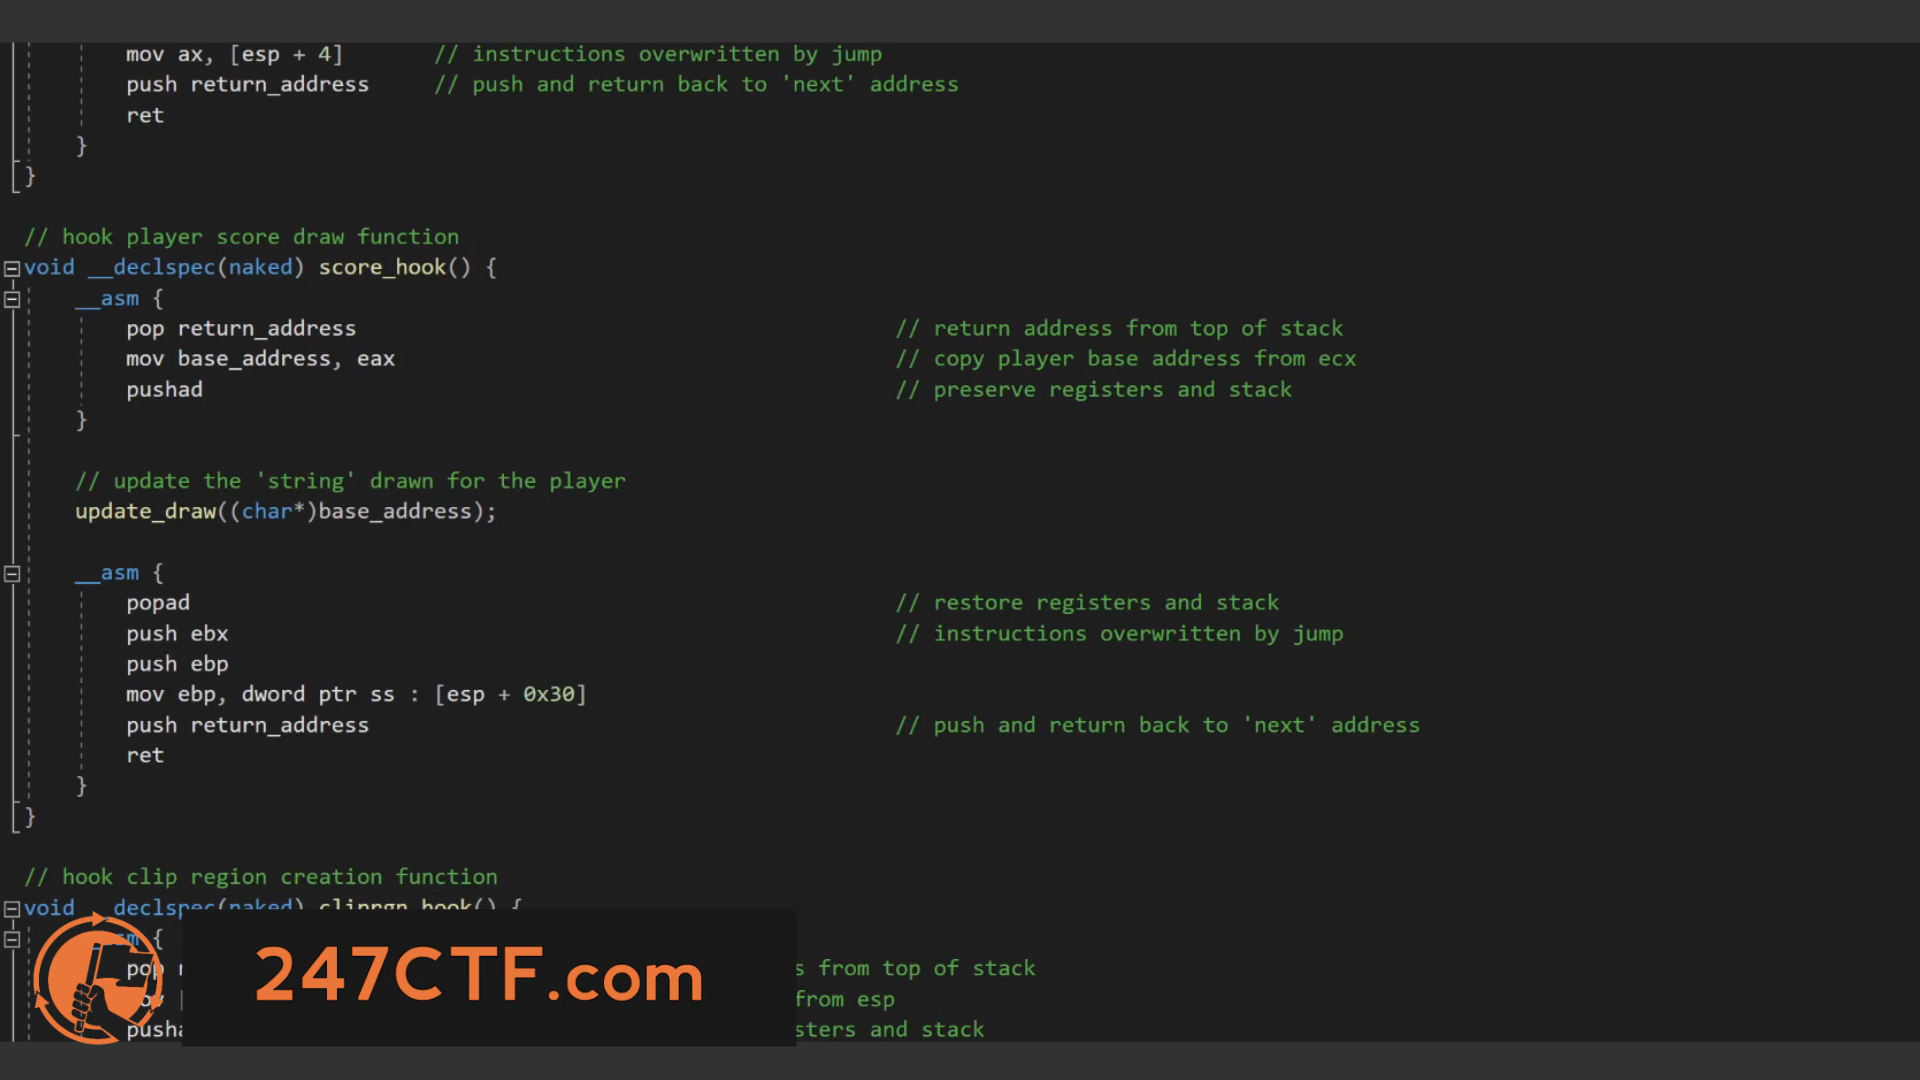 mov ax, [esp + 4] // instructions overwritten by jump
push return_address // push and return back to 'next' address
ret
}
}
// hook player score draw function
void __declspec(naked) score_hook() {
__asm {
pop return_address // return address from top of stack
mov base_address, eax // copy player base address from ecx
pushad // preserve registers and stack
}
// update the 'string' drawn for the player
update_draw((char*)base_address);
__asm {
popad // restore registers and stack
push ebx // instructions overwritten by jump
push ebp
mov ebp, dword ptr ss : [esp + 0x30]
push return_address // push and return back to 'next' address
ret
}
}
// hook clip region creation function
void __declspec(naked) cliprgn_hook() {
{
pop from top of stack
from esp
and stack
247CTF.com